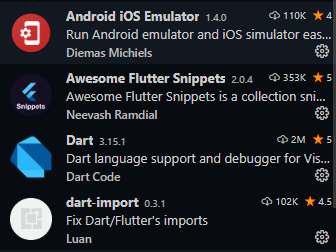 Android iOS Emulator 1.4.0 110K ★ 4
Run Android emulator and iOS simulator eas...
Diemas Michiels
Awesome Flutter Snippets 2.0.4 353K ★ 5
Snippets
Awesome Flutter Snippets is a collection sni...
Neevash Ramdial
Dart 3.15.1 2M ★ 5
Dart language support and debugger for Vis...
Dart Code
dart-import 0.3.1 102K ★ 4.5
Fix Dart/Flutter's imports
Luan